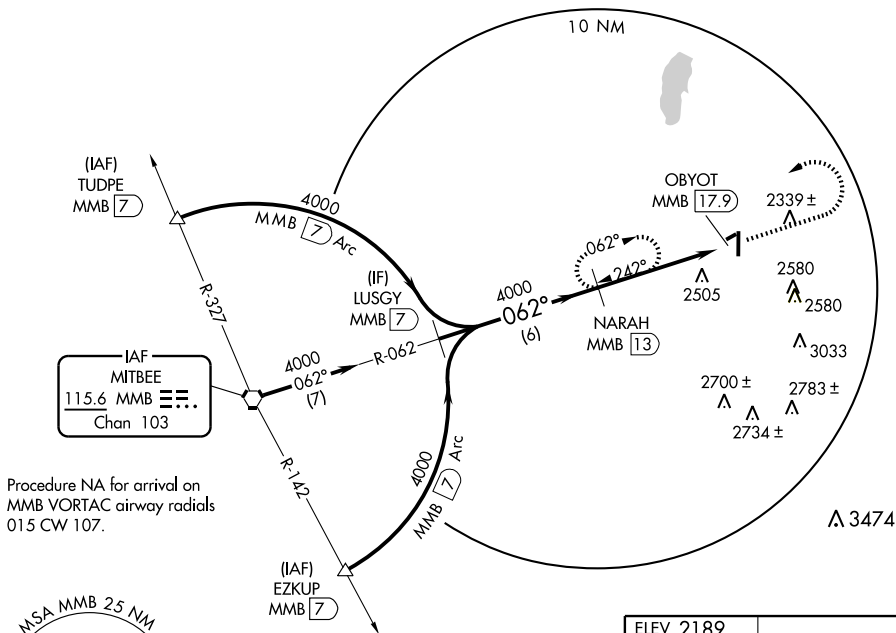 10 NM
(IAF)
TUDPE
MMB 7
4000
MMB 7 Arc
OBYOT
MMB 17.9
2339 ±
062°
242°
(IF)
LUSGY
MMB 7
4000
062°
(6)
2505
2580
2580
NARAH
MMB 13
3033
R-327
IAF
MITBEE
115.6 MMB
Chan 103
4000
062°
(7)
R-062
2700 ±
2783 ±
2734 ±
R-142
4000
MMB 7 Arc
Procedure NA for arrival on
MMB VORTAC airway radials
015 CW 107.
3474
(IAF)
EZKUP
MMB 7
MSA MMB 25 NM
ELEV 2189